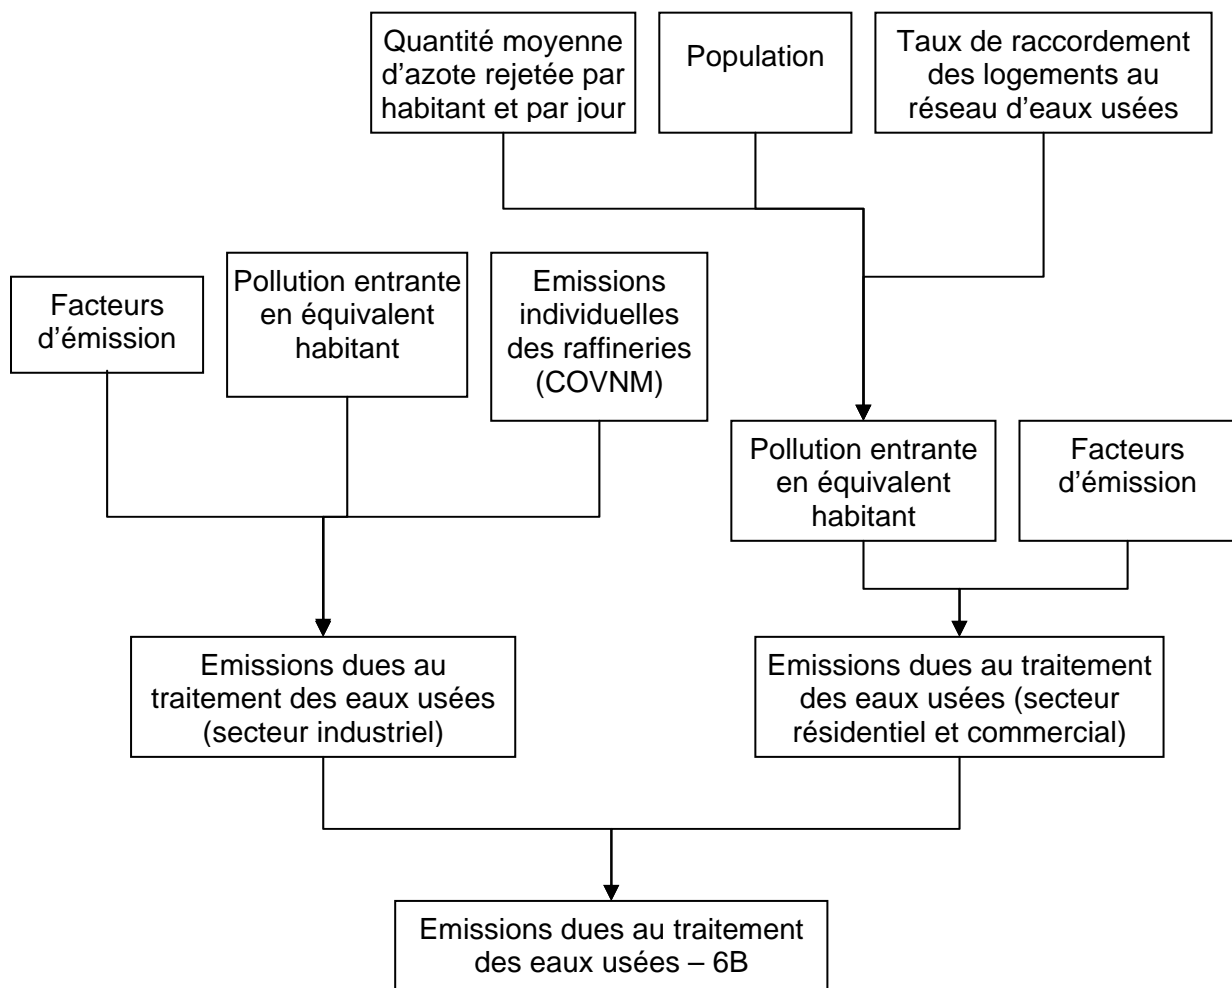 Quantité moyenne
d’azote rejetée par
habitant et par jour
Population
Taux de raccordement
des logements au
réseau d’eaux usées
Facteurs
d’émission
Pollution entrante
en équivalent
habitant
Emissions
individuelles
des raffineries
(COVNM)
Pollution entrante
en équivalent
habitant
Facteurs
d’émission
Emissions dues au
traitement des eaux usées
(secteur industriel)
Emissions dues au traitement
des eaux usées (secteur
résidentiel et commercial)
Emissions dues au traitement
des eaux usées – 6B